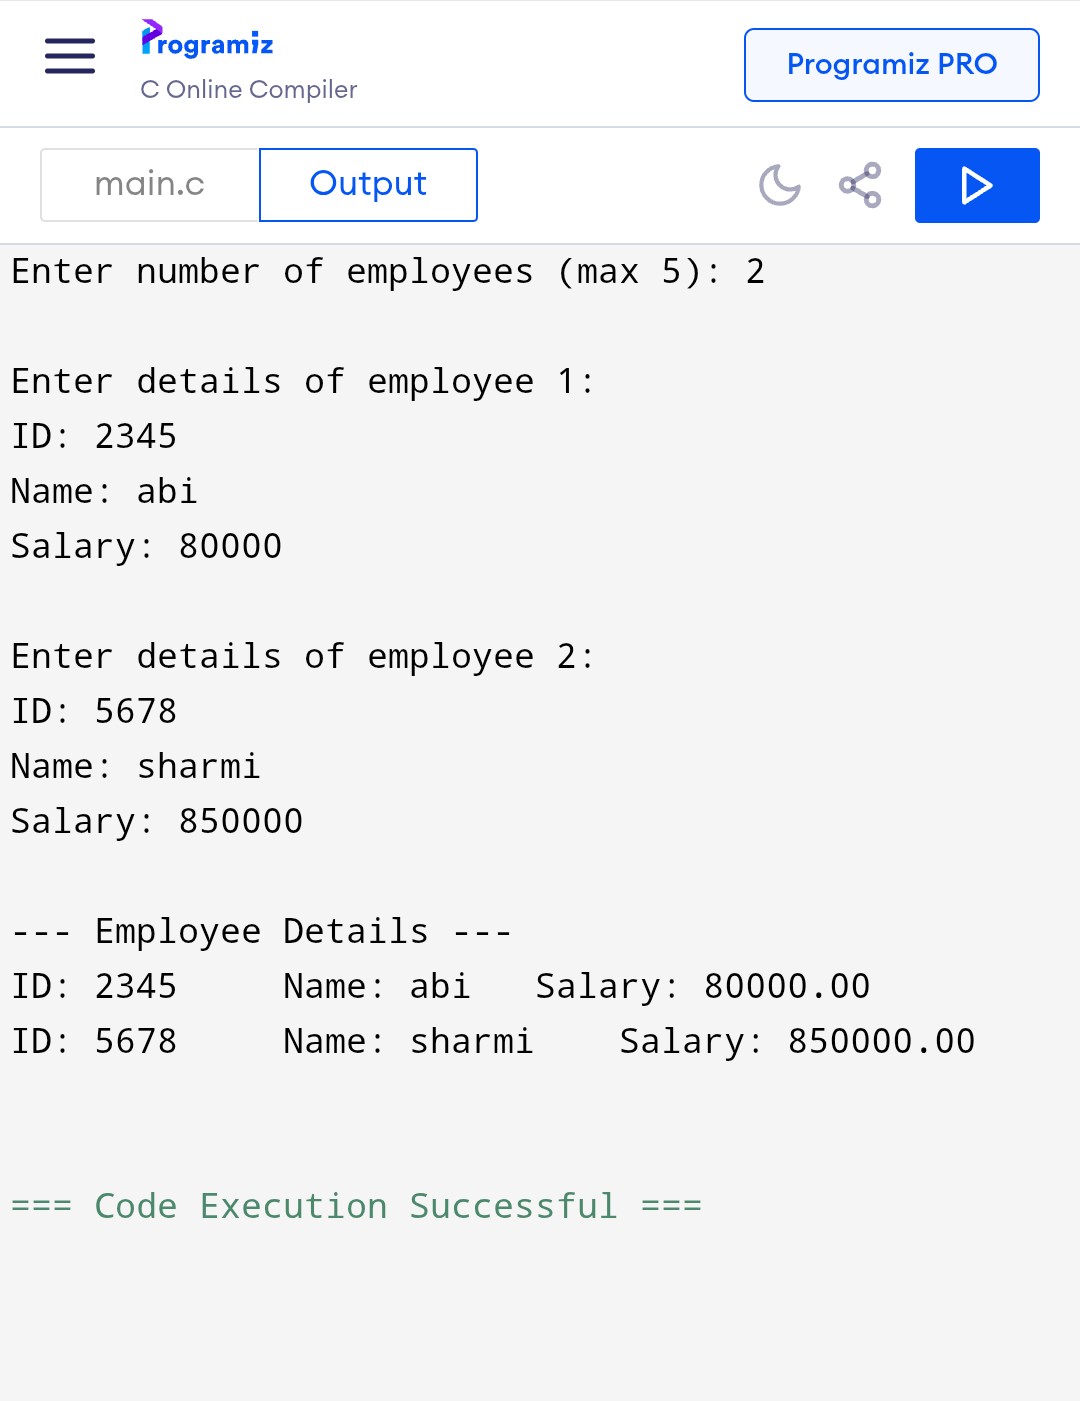 Programiz
C Online Compiler
Programiz PRO
main.c
Output
Enter number of employees (max 5): 2
Enter details of employee 1:
ID: 2345
Name: abi
Salary: 80000
Enter details of employee 2:
ID: 5678
Name: sharmi
Salary: 850000
--- Employee Details ---
ID: 2345     Name: abi   Salary: 80000.00
ID: 5678     Name: sharmi    Salary: 850000.00
=== Code Execution Successful ===